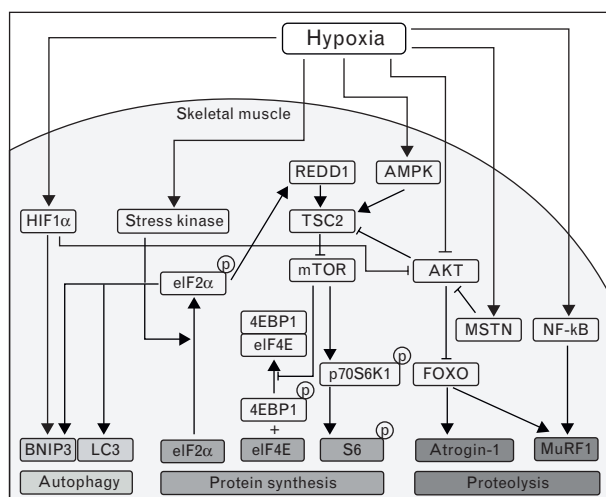 Hypoxia
Skeletal muscle
REDD1
AMPK
HIF1α
Stress kinase
TSC2
p
eIF2α
mTOR
AKT
4EBP1
eIF4E
MSTN
NF-kB
p
p70S6K1
FOXO
p
4EBP1
+
p
BNIP3
LC3
eIF2α
eIF4E
S6
Atrogin-1
MuRF1
Autophagy
Protein synthesis
Proteolysis